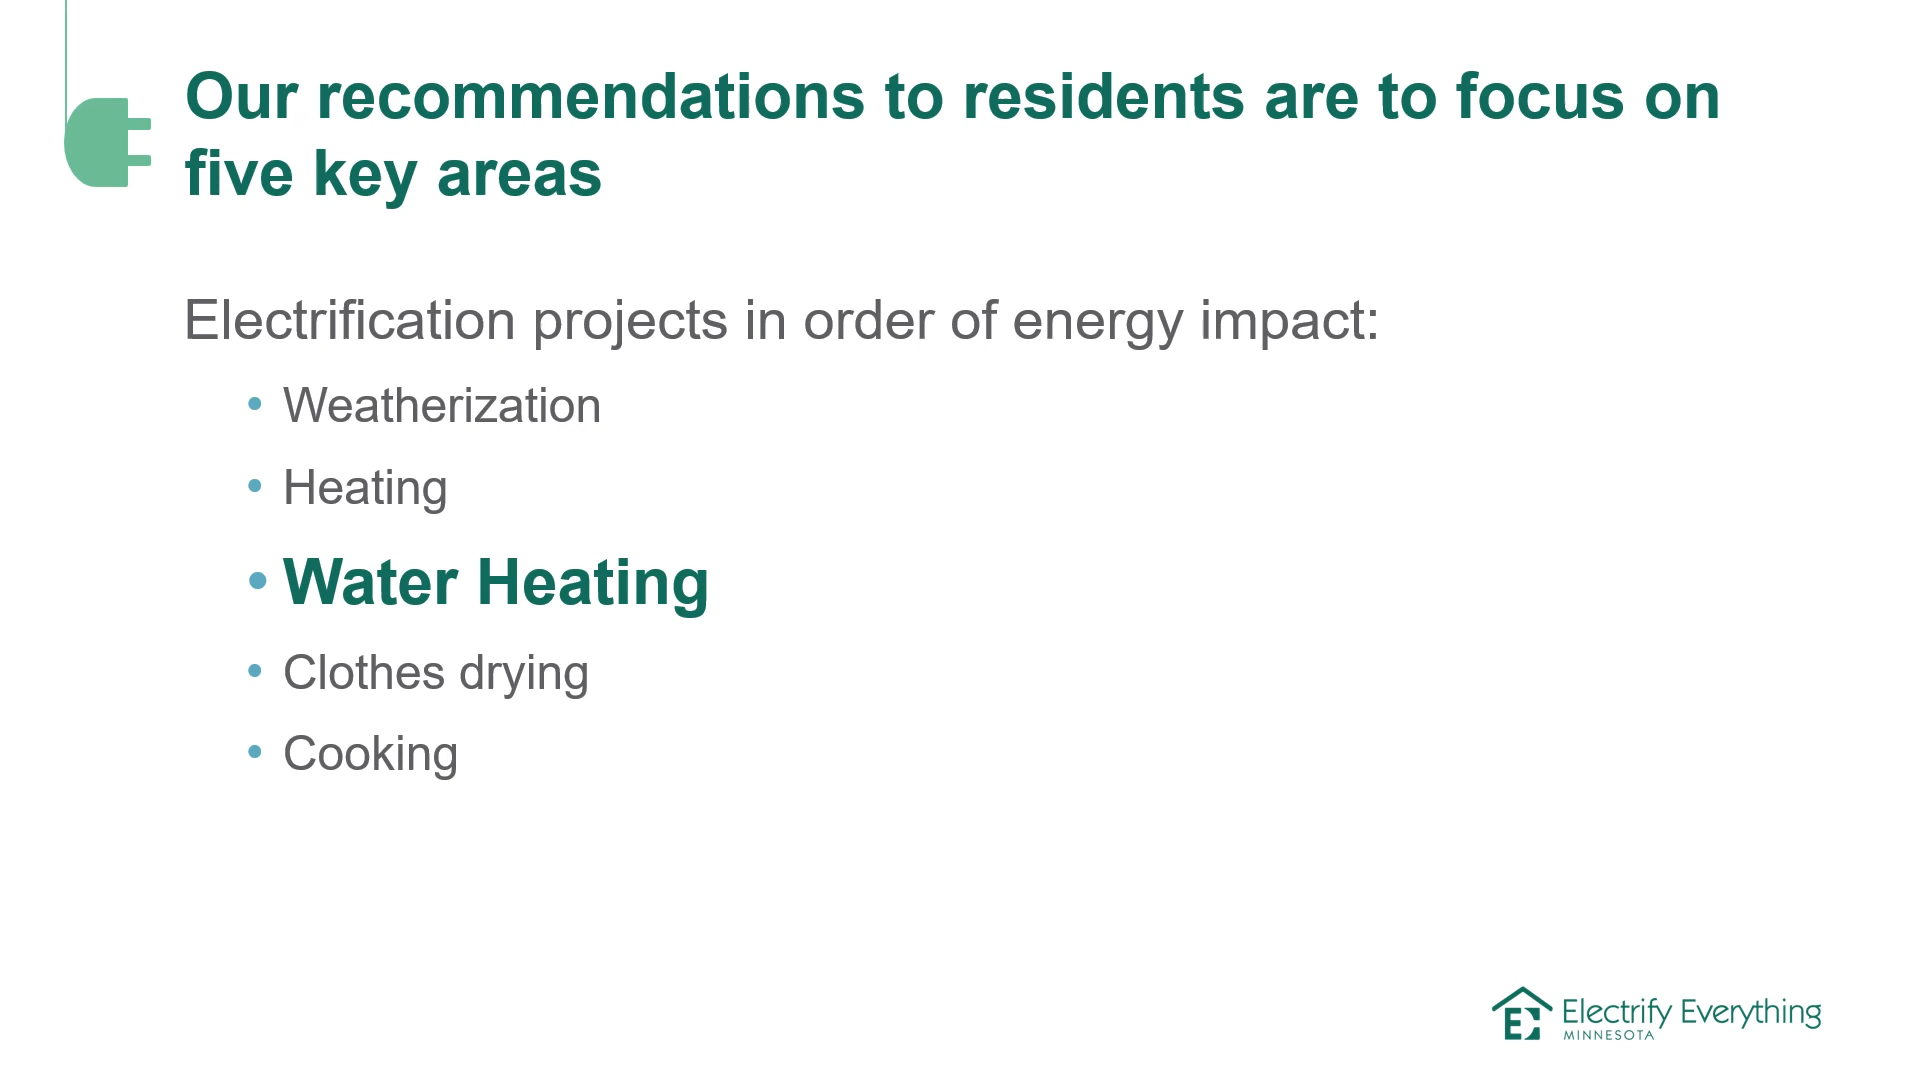 Our recommendations to residents are to focus on
five key areas
Electrification projects in order of energy impact:
• Weatherization
• Heating
• Water Heating
• Clothes drying
• Cooking
Electrify Everything
MINNESOTA